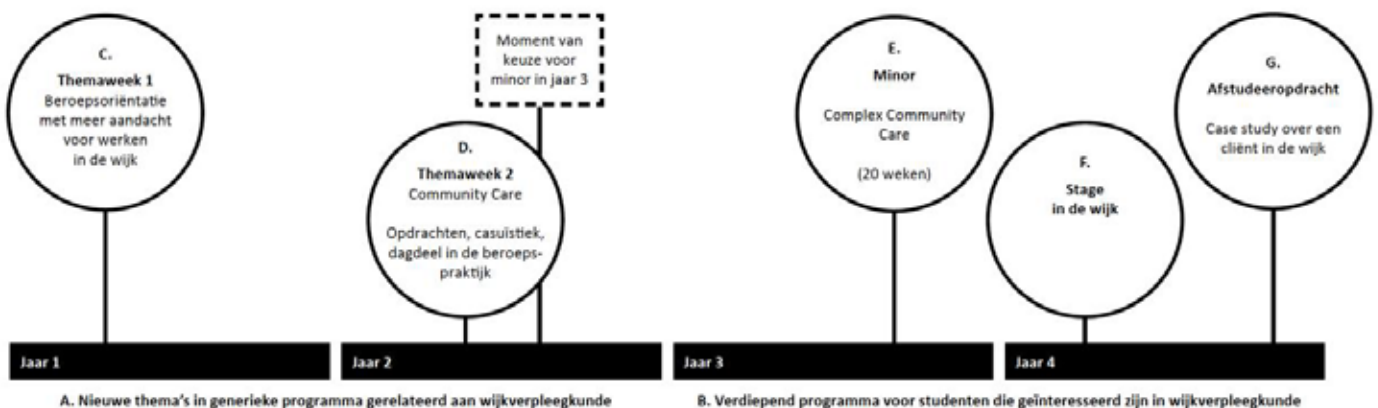 C.
Themaweek 1
Beroepsoriëntatie
met meer aandacht
voor werken
in de wijk
Moment van
keuze voor
minor in jaar 3
D.
Themaweek 2
Community Care
Opdrachten, casuïstiek,
dagdeel in de beroeps-
praktijk
E.
Minor
Complex Community
Care
(20 weken)
F.
Stage
in de wijk
G.
Afstudeeropdracht
Case study over een
cliënt in de wijk
Jaar 1
Jaar 2
Jaar 3
Jaar 4
A. Nieuwe thema's in generieke programma gerelateerd aan wijkverpleegkunde
B. Verdiepend programma voor studenten die geïnteresseerd zijn in wijkverpleegkunde